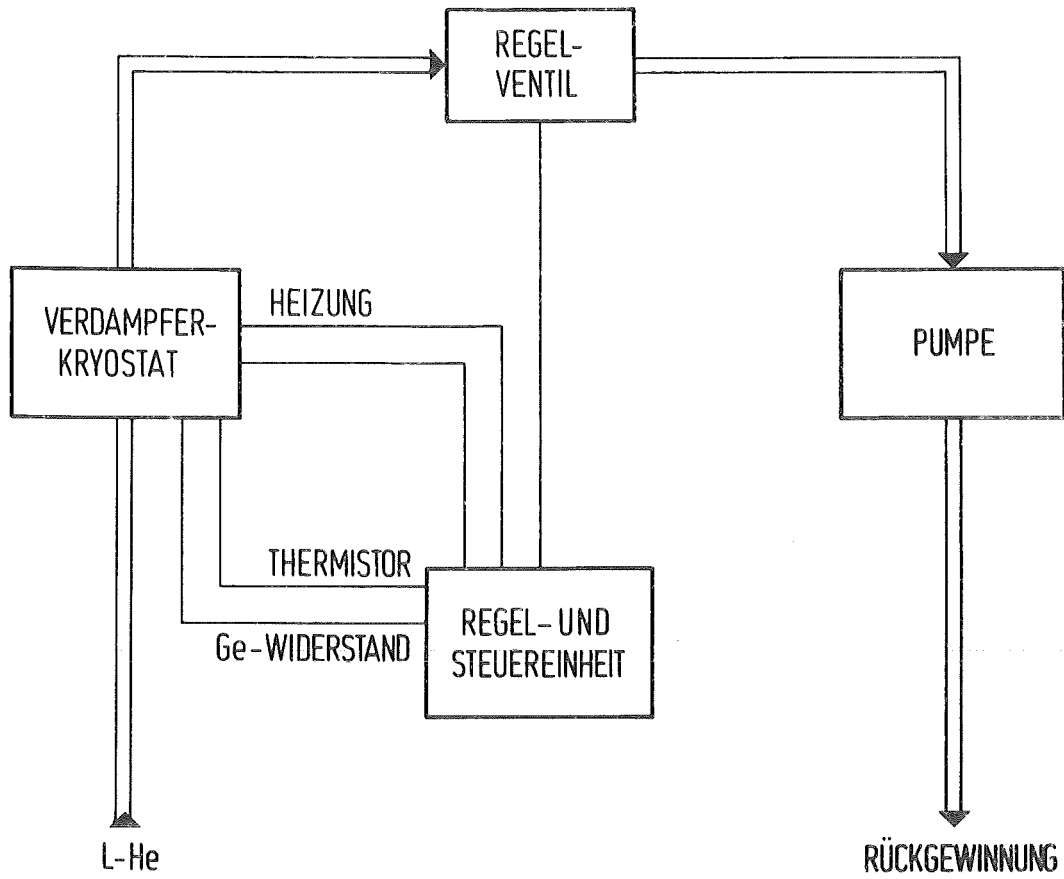 REGEL-
VENTIL
VERDAMPFER-
KRYOSTAT
HEIZUNG
PUMPE
THERMISTOR
Ge-WIDERSTAND
REGEL- UND
STEUEREINHEIT
L-He
RÜCKGEWINNUNG